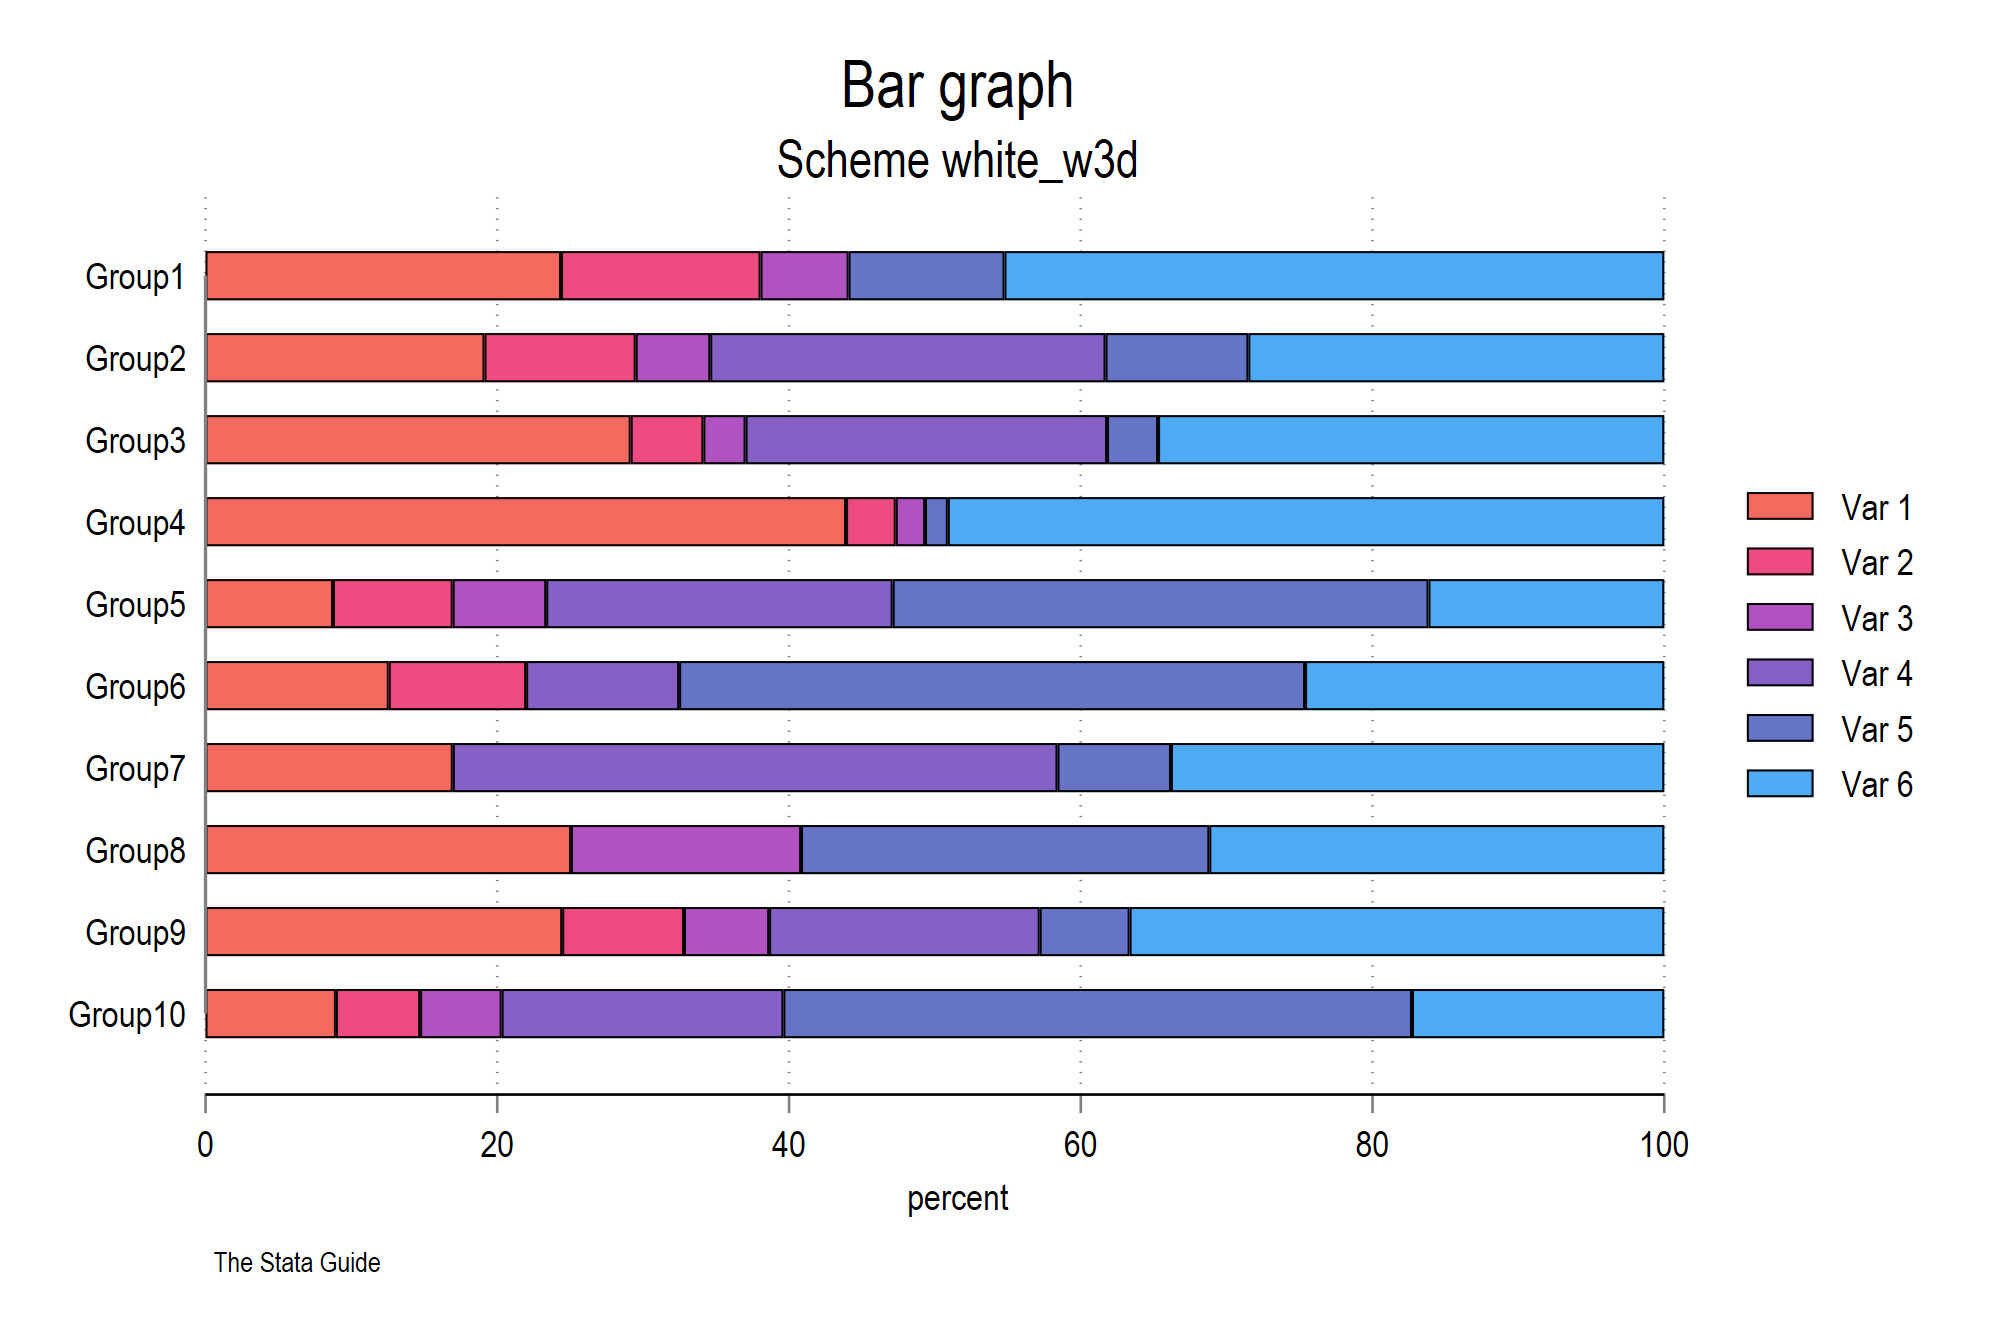 Bar graph
Scheme white_w3d
Group1
Group2
Group3
Group4
Group5
Group6
Group7
Group8
Group9
Group10
Var 1
Var 2
Var 3
Var 4
Var 5
Var 6
0 20 40 60 80 100
percent
The Stata Guide